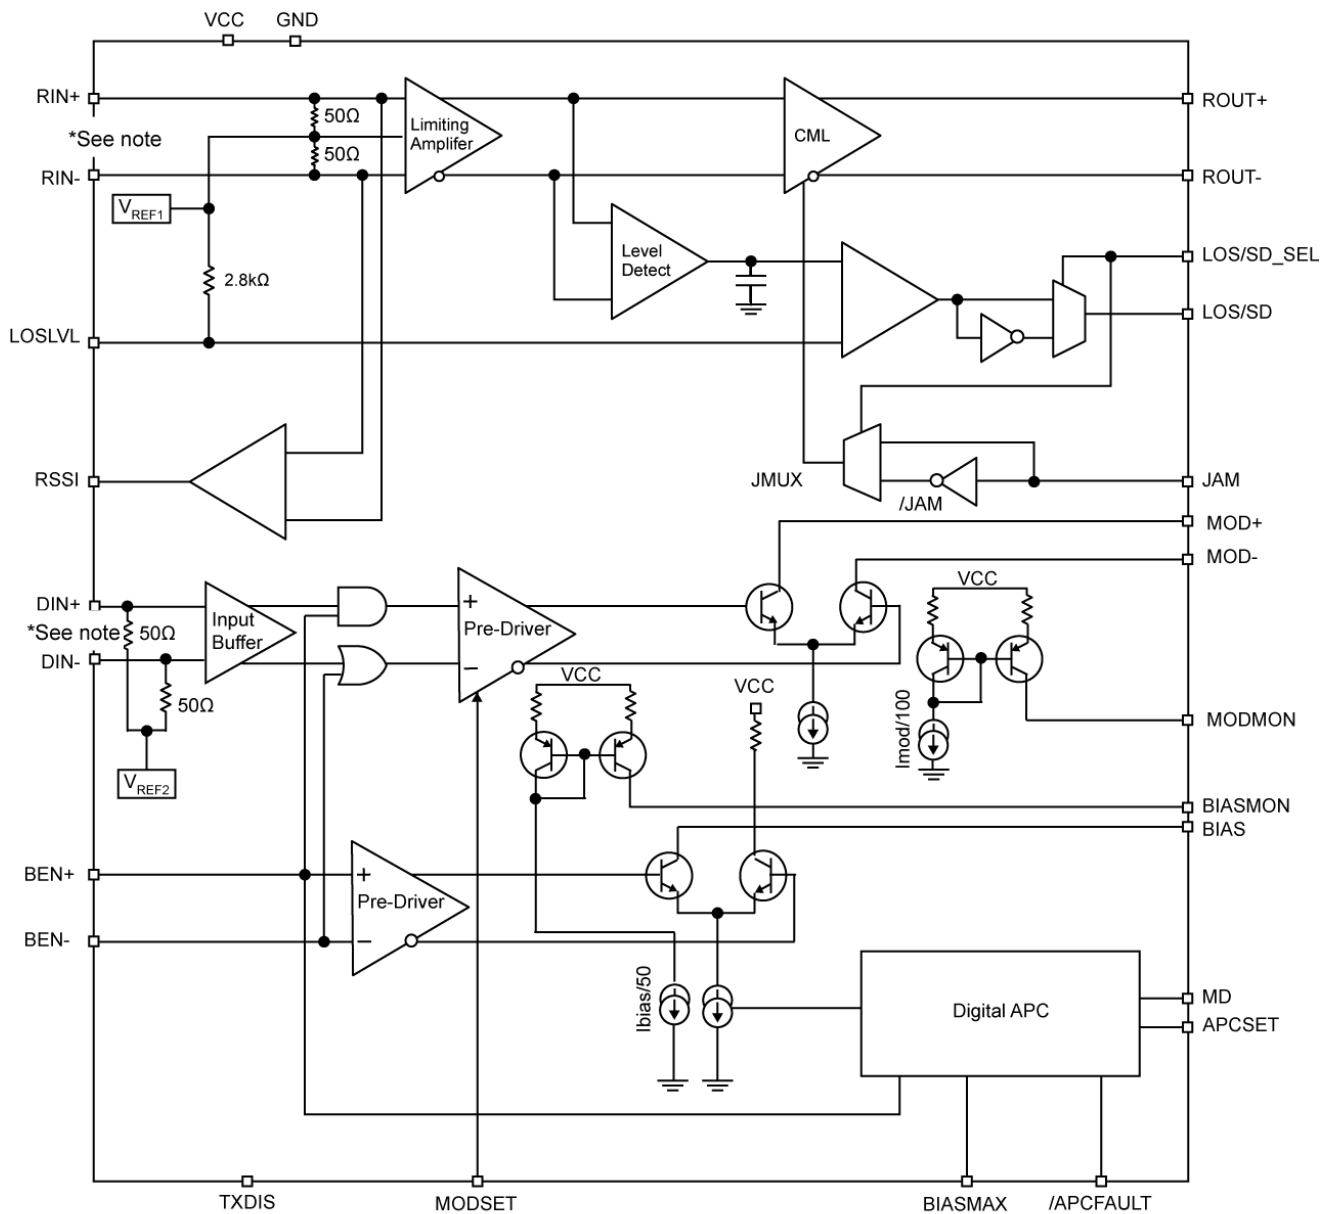 VCC
GND
RIN+
ROUT+
50Ω
Limiting
Amplifer
CML
*See note
50Ω
RIN-
ROUT-
VREF1
Level
Detect
LOS/SD_SEL
2.8kΩ
LOS/SD
LOSLVL
RSSI
JMUX
/JAM
JAM
MOD+
MOD-
DIN+
*See note
50Ω
Input
Buffer
+
Pre-Driver
−
VCC
DIN-
50Ω
VCC
VCC
Imod/100
MODMON
VREF2
BIASMON
BIAS
BEN+
+
Pre-Driver
−
BEN-
Ibias/50
Digital APC
MD
APCSET
TXDIS
MODSET
BIASMAX
/APCFAULT